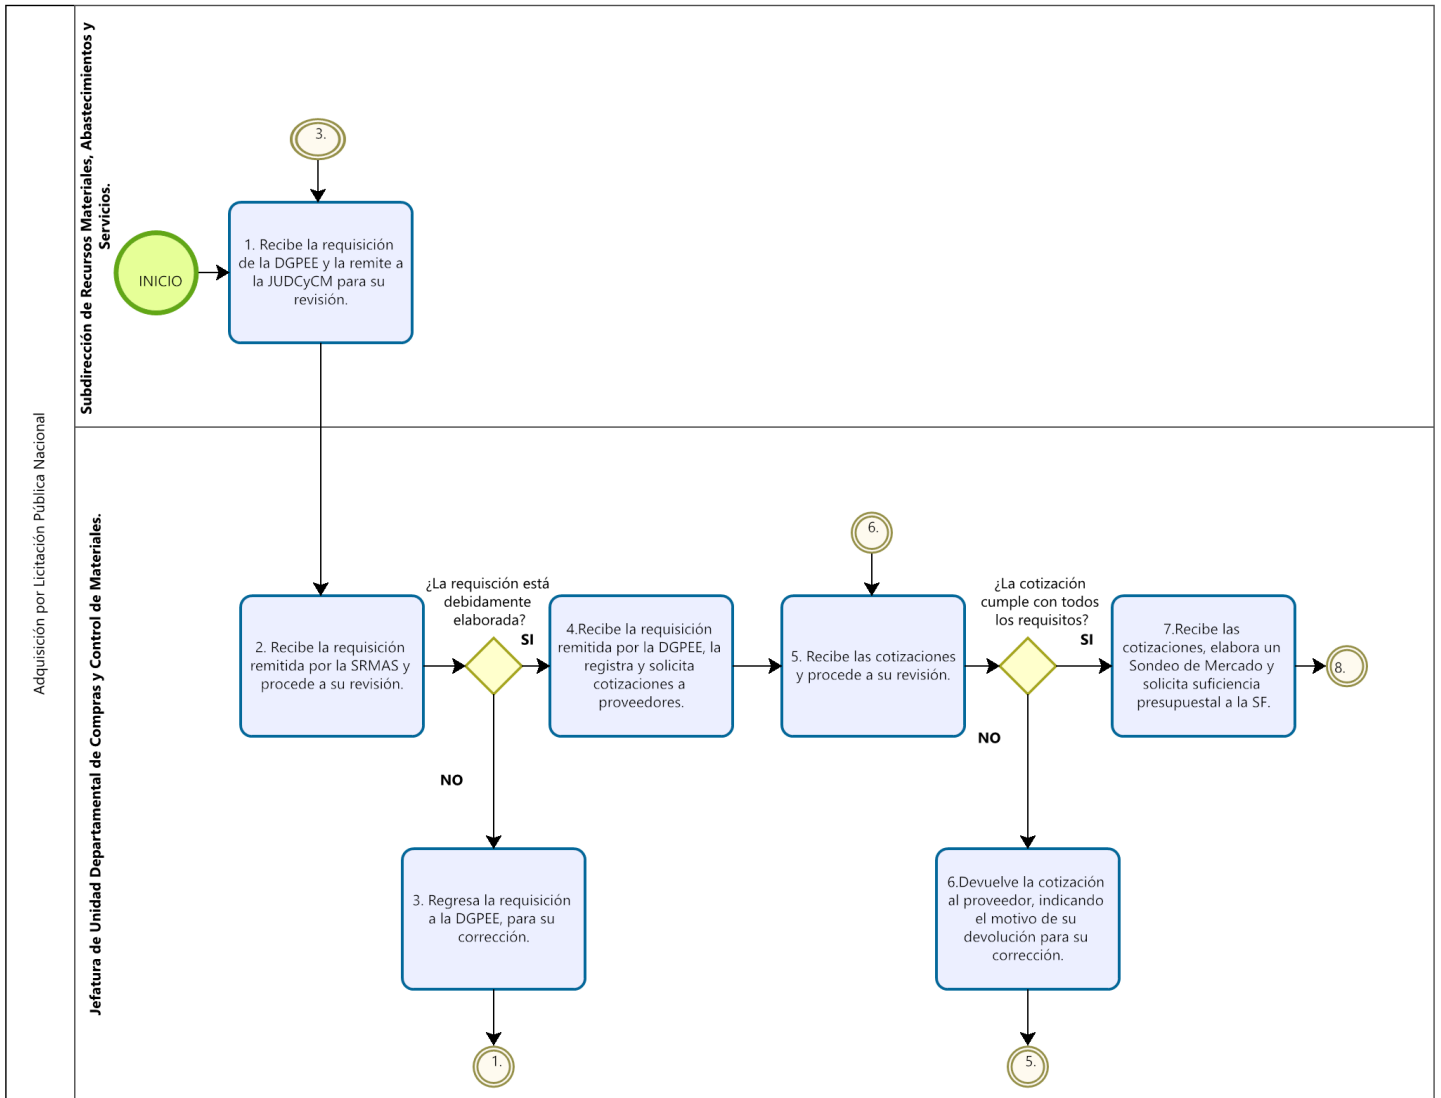 Adquisición por Licitación Pública Nacional
Subdirección de Recursos Materiales, Abastecimientos y
Servicios.
3.
INICIO
1. Recibe la requisición
de la DGPEE y la remite a
la JUDCyCM para su
revisión.
Jefatura de Unidad Departamental de Compras y Control de Materiales.
2. Recibe la requisición
remitida por la SRMAS y
procede a su revisión.
¿La requisción está
debidamente
elaborada?
SI
NO
3. Regresa la requisición
a la DGPEE, para su
corrección.
1.
4.Recibe la requisición
remitida por la DGPEE, la
registra y solicita
cotizaciones a
proveedores.
6.
5. Recibe las cotizaciones
y procede a su revisión.
¿La cotización
cumple con todos
los requisitos?
SI
NO
6.Devuelve la cotización
al proveedor, indicando
el motivo de su
devolución para su
corrección.
5.
7.Recibe las
cotizaciones, elabora un
Sondeo de Mercado y
solicita suficiencia
presupuestal a la SF.
8.